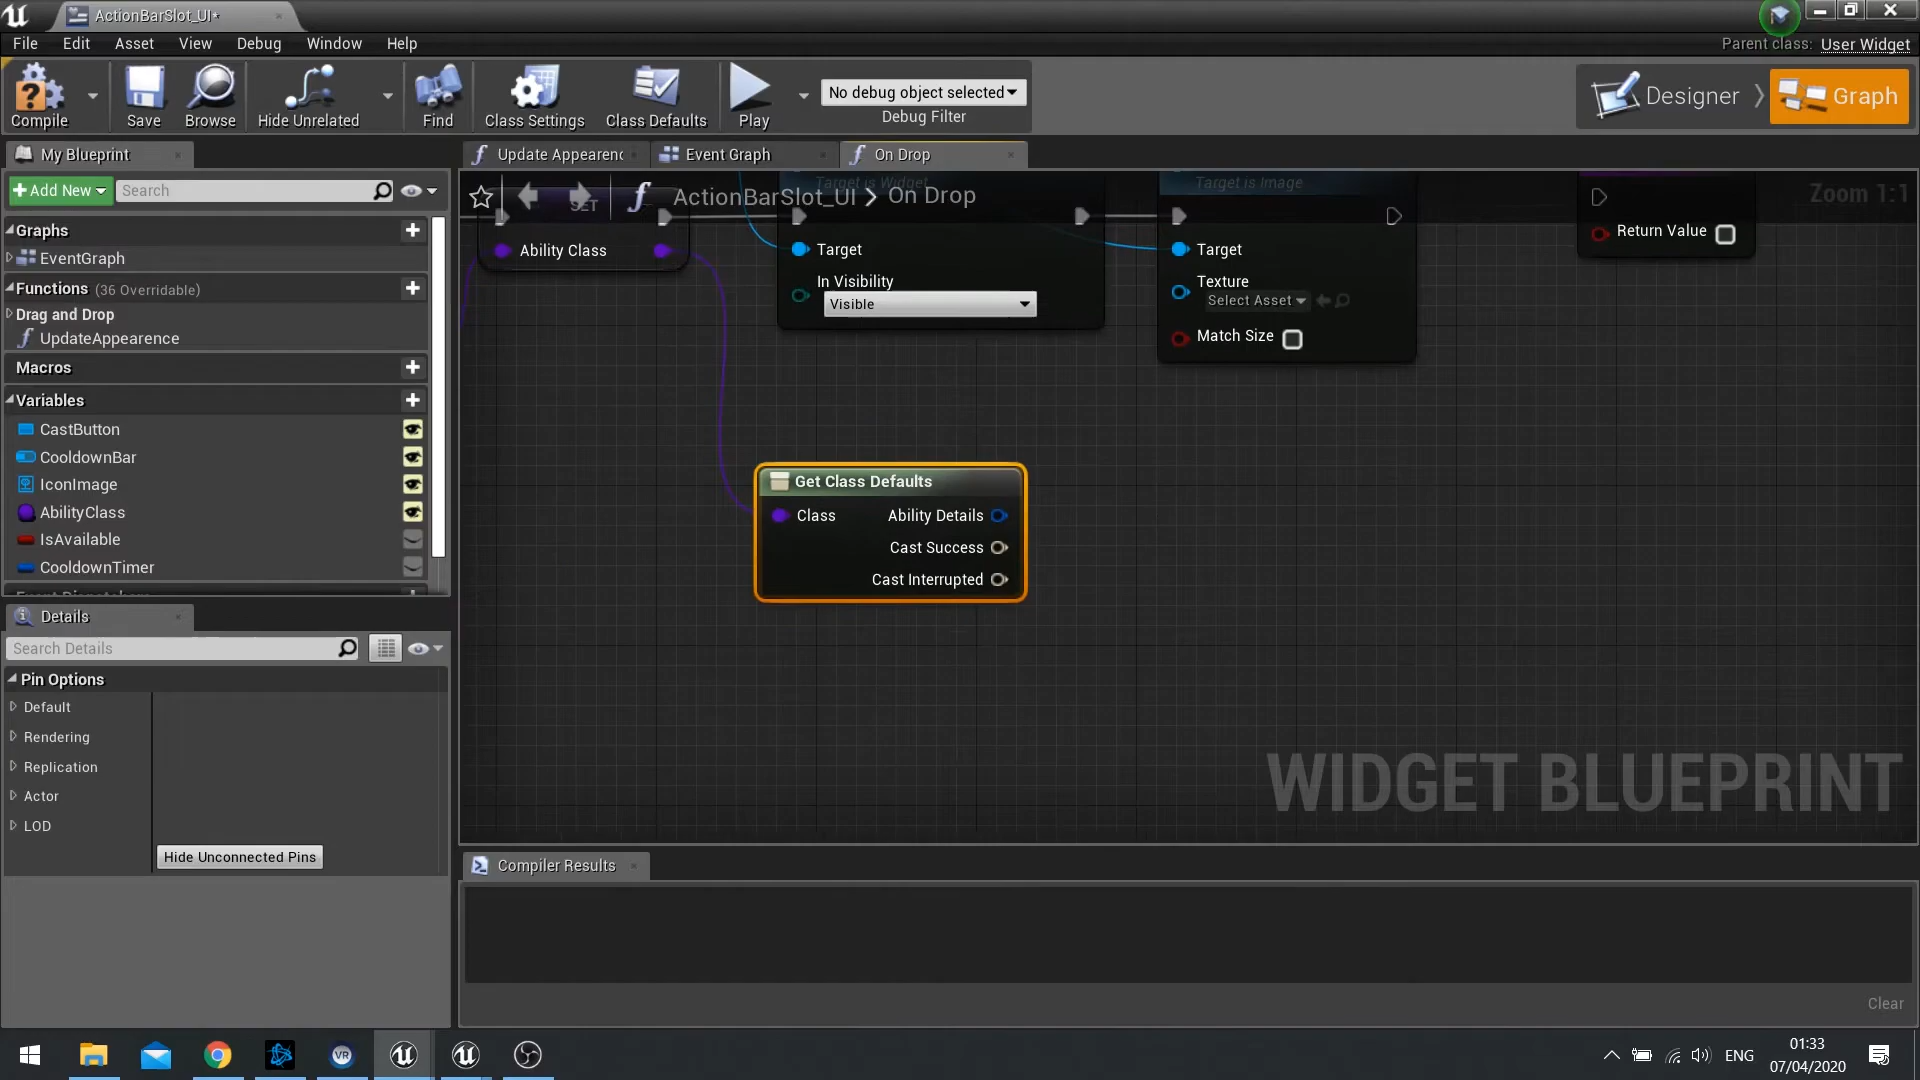 ActionBarSlot_UI*
File Edit Asset View Debug Window Help
Parent class: User Widget
Compile Save Browse Hide Unrelated Find Class Settings Class Defaults Play
No debug object selected
Debug Filter
Designer Graph
My Blueprint
Update Appearenc Event Graph On Drop
Add New Search
ActionBarSlot_UI > On Drop
Zoom 1:1
SET
Target is Widget
Target is Image
Graphs
EventGraph
Functions (36 Overridable)
Drag and Drop
UpdateAppearence
Macros
Variables
CastButton
CooldownBar
IconImage
AbilityClass
IsAvailable
CooldownTimer
Ability Class
Target
In Visibility
Visible
Target
Texture
Select Asset
Match Size
Return Value
Get Class Defaults
Class Ability Details
Cast Success
Cast Interrupted
Details
Search Details
Pin Options
Default
Rendering
Replication
Actor
LOD
Hide Unconnected Pins
WIDGET BLUEPRINT
Compiler Results
Clear
VR
ENG
01:33
07/04/2020